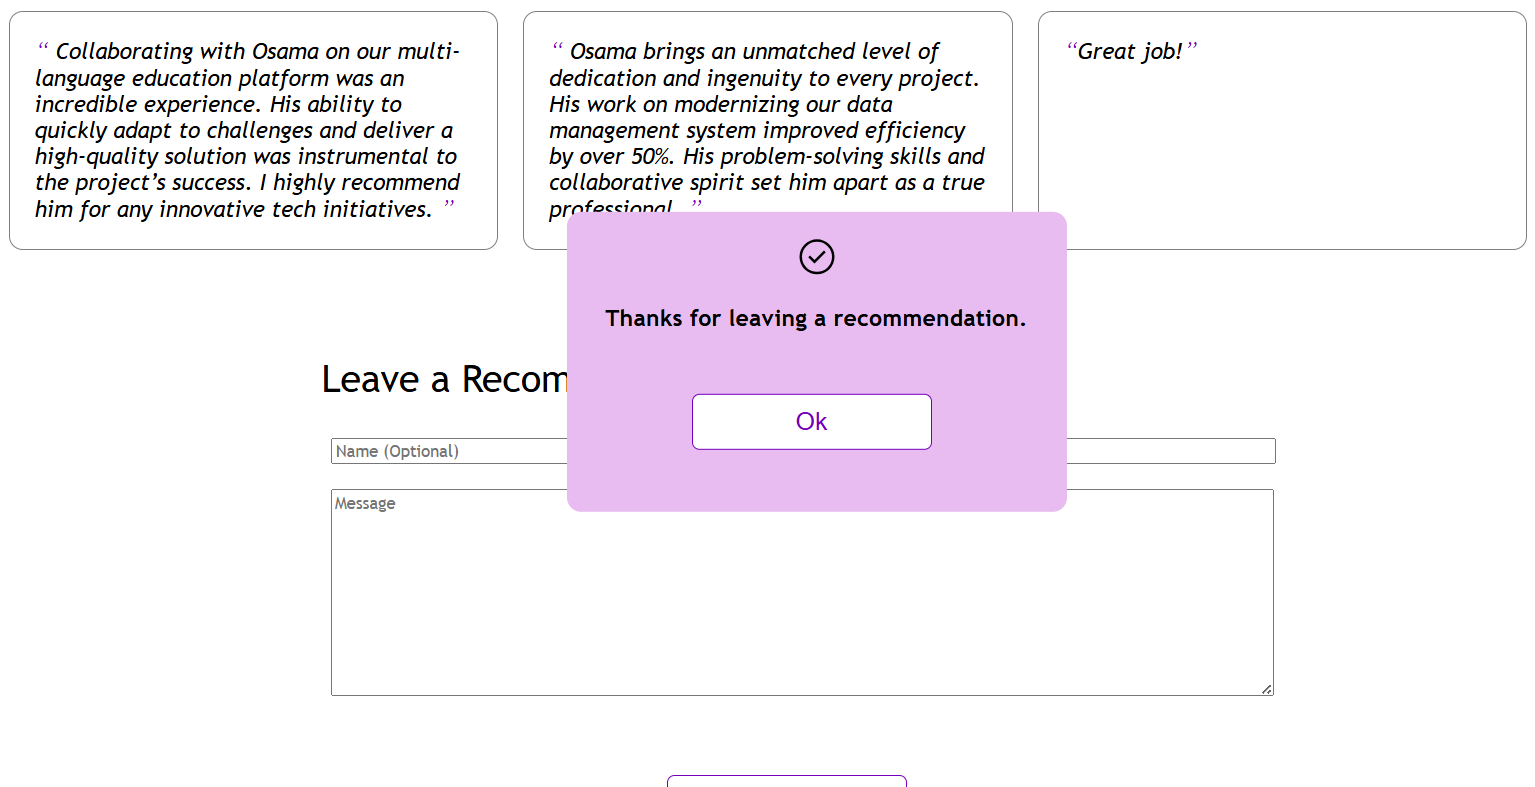 “ Collaborating with Osama on our multi-
language education platform was an
incredible experience. His ability to
quickly adapt to challenges and deliver a
high-quality solution was instrumental to
the project’s success. I highly recommend
him for any innovative tech initiatives. ”
“ Osama brings an unmatched level of
dedication and ingenuity to every project.
His work on modernizing our data
management system improved efficiency
by over 50%. His problem-solving skills and
collaborative spirit set him apart as a true
professional. ”
“Great job!”
Thanks for leaving a recommendation.
Ok
Leave a Recom
Name (Optional)
Message